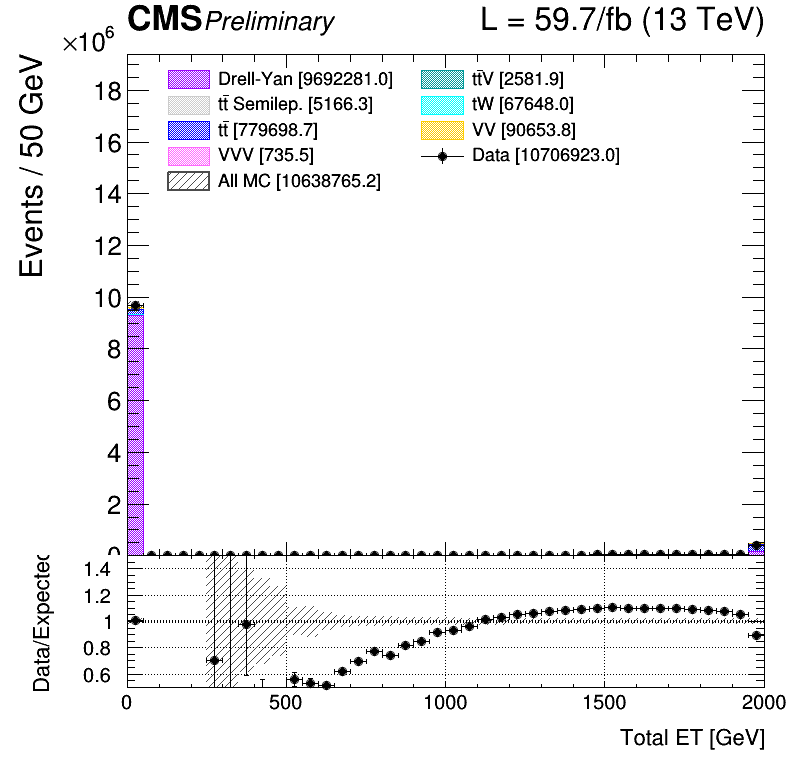 CMS Preliminary L = 59.7/fb (13 TeV)
×10⁶
Events / 50 GeV
18
16
14
12
10
8
6
4
2
0
Drell-Yan [9692281.0]
tt̄ Semilep. [5166.3]
tt̄ [779698.7]
VVV [735.5]
All MC [10638765.2]
tt̄V [2581.9]
tW [67648.0]
VV [90653.8]
Data [10706923.0]
Data/Expected
1.4
1.2
1
0.8
0.6
0 500 1000 1500 2000
Total ET [GeV]